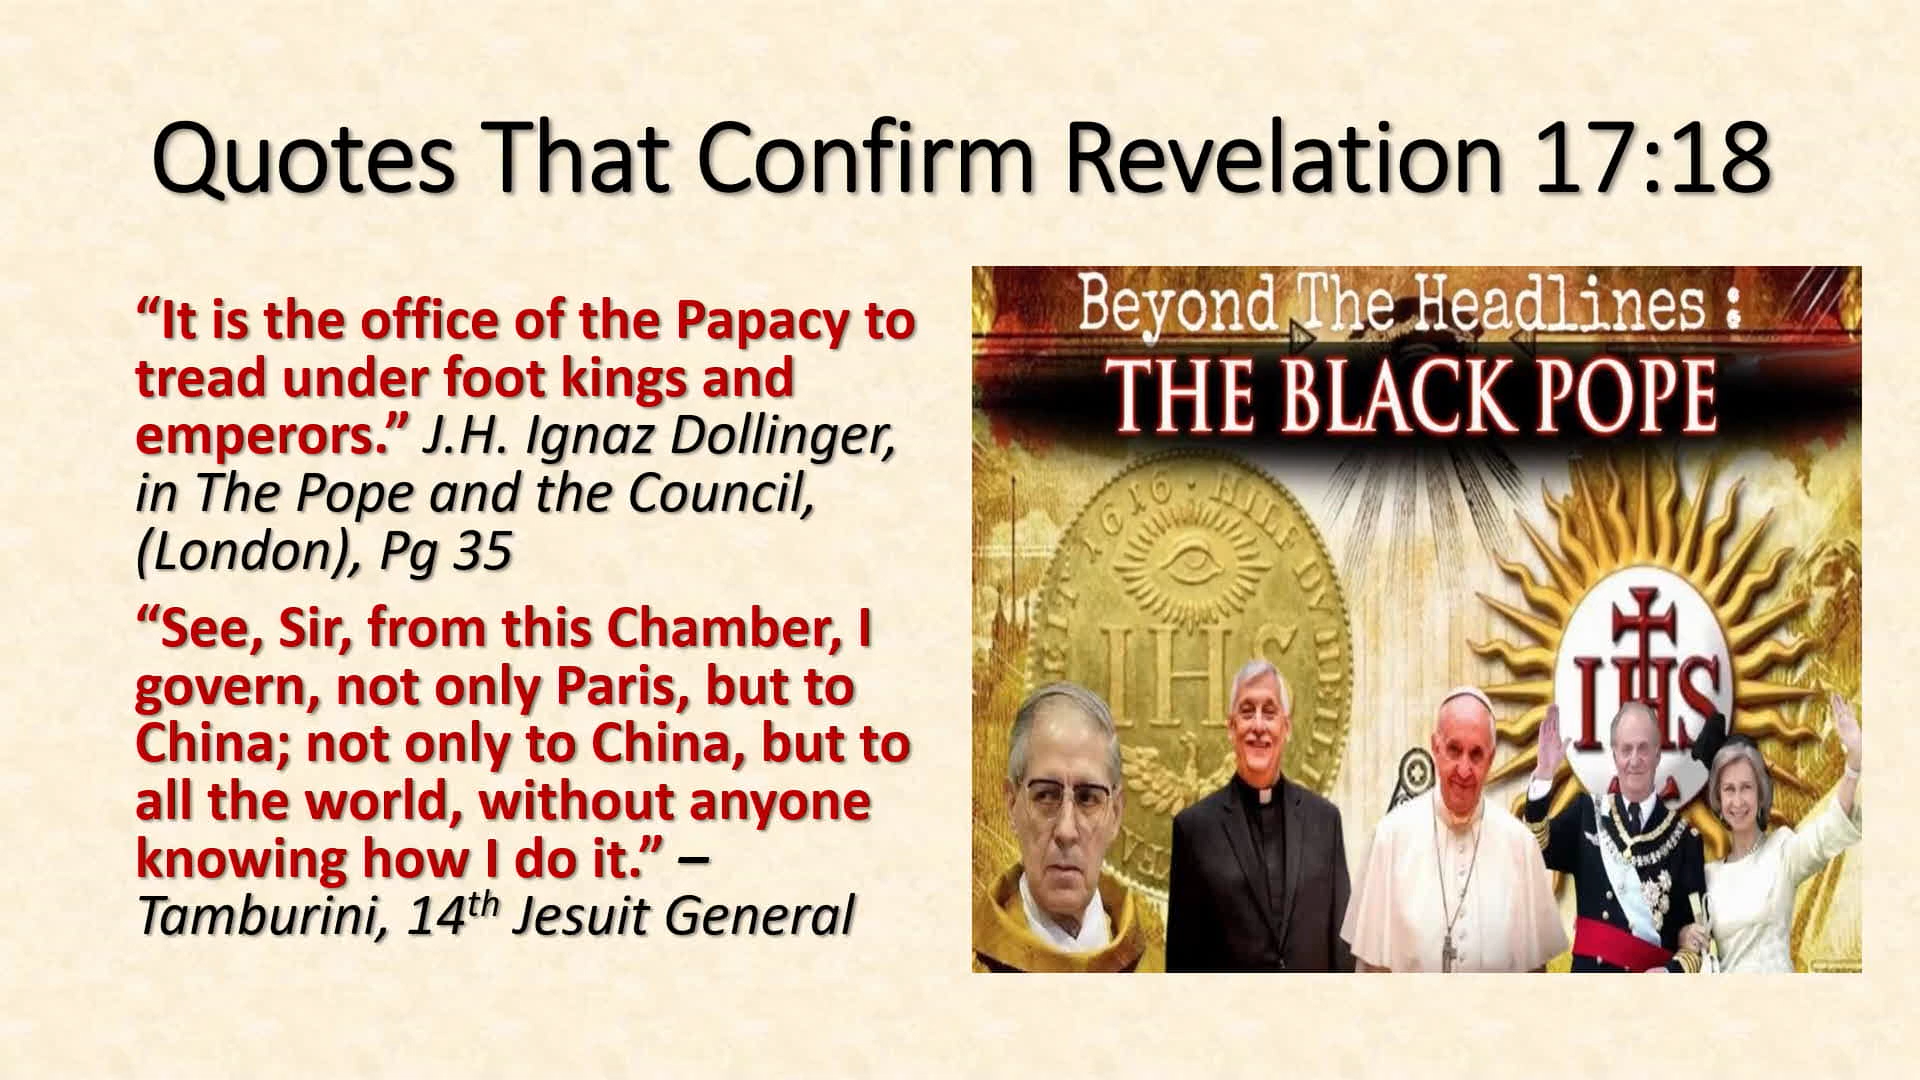 Quotes That Confirm Revelation 17:18
“It is the office of the Papacy to
tread under foot kings and
emperors.” J.H. Ignaz Dollinger,
in The Pope and the Council,
(London), Pg 35
“See, Sir, from this Chamber, I
govern, not only Paris, but to
China; not only to China, but to
all the world, without anyone
knowing how I do it.” –
Tamburini, 14th Jesuit General
Beyond The Headlines :
THE BLACK POPE
1616 · HILF DV
IHS
IHS